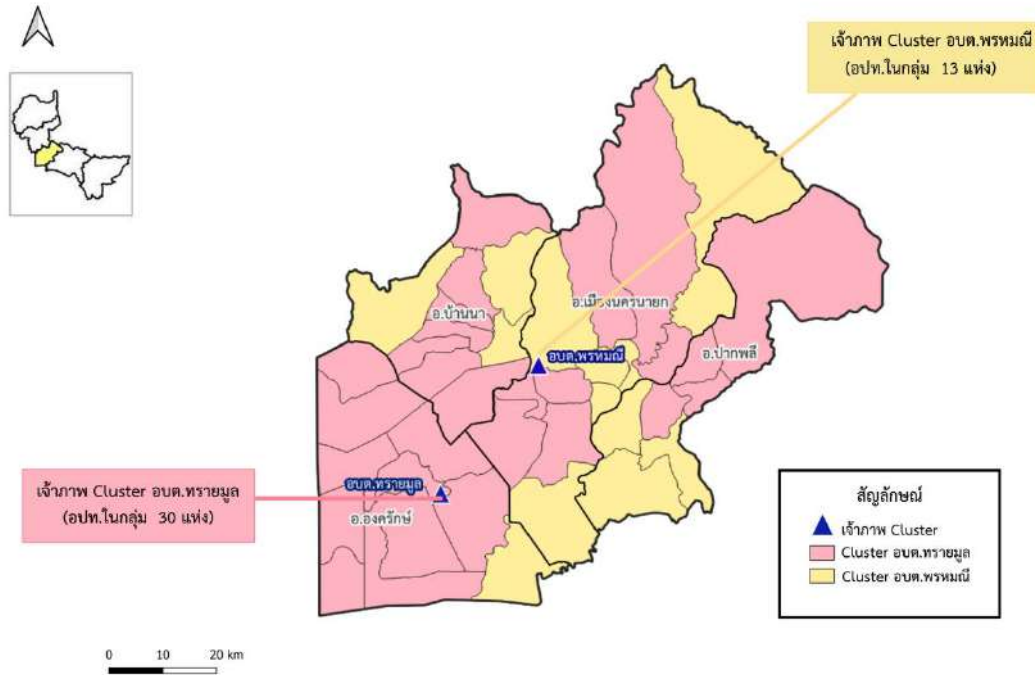 เจ้าภาพ Cluster อบต.พรหมณี
(อปท.ในกลุ่ม 13 แห่ง)
อ.บ้านนา
อ.เมืองนครนายก
อบต.พรหมณี
อ.ปากพลี
อบต.ทรายมูล
อ.องครักษ์
เจ้าภาพ Cluster อบต.ทรายมูล
(อปท.ในกลุ่ม 30 แห่ง)
สัญลักษณ์
เจ้าภาพ Cluster
Cluster อบต.ทรายมูล
Cluster อบต.พรหมณี
0 10 20 km